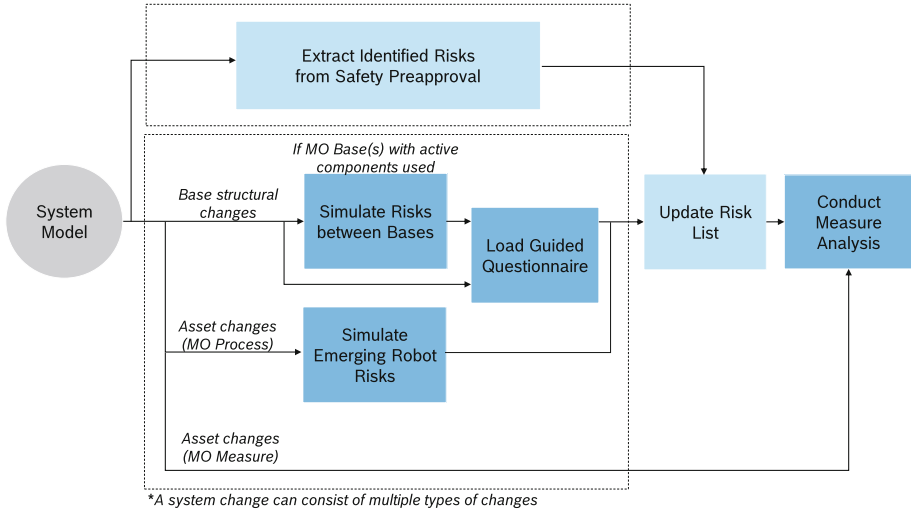 Extract Identified Risks
from Safety Preapproval
If MO Base(s) with active
components used
System
Model
Base structural
changes
Simulate Risks
between Bases
Load Guided
Questionnaire
Update Risk
List
Conduct
Measure
Analysis
Asset changes
(MO Process)
Simulate
Emerging Robot
Risks
Asset changes
(MO Measure)
*A system change can consist of multiple types of changes